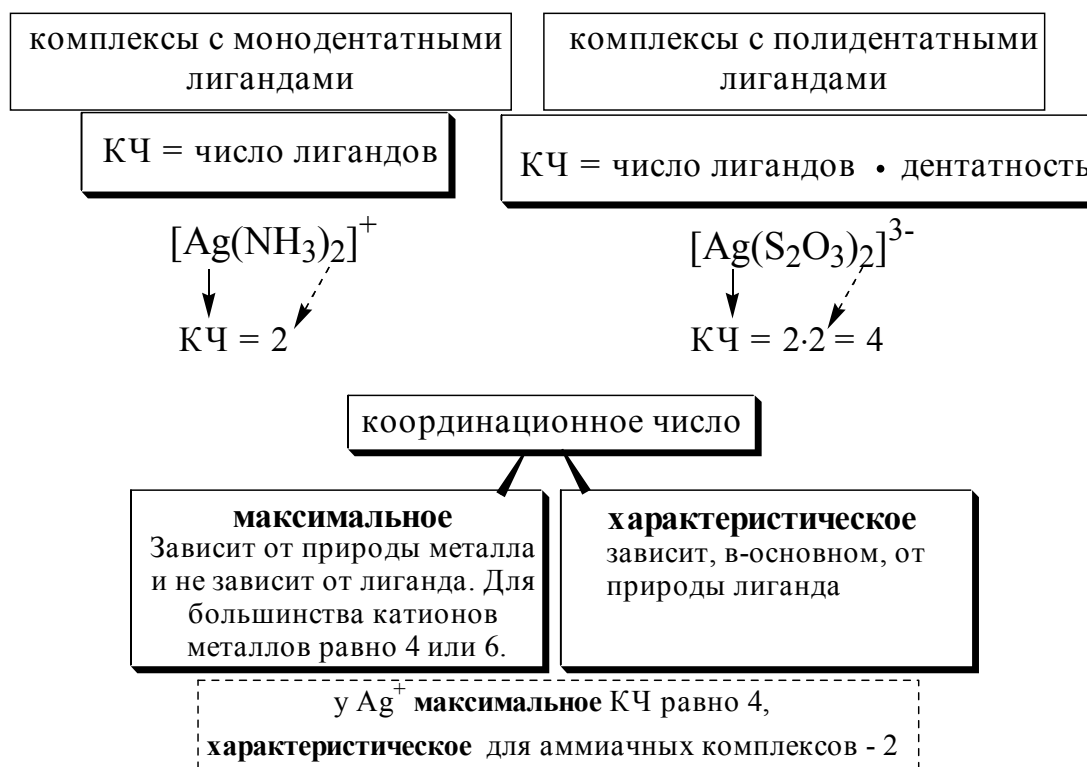 комплексы с монодентатными
лигандами
комплексы с полидентатными
лигандами
КЧ = число лигандов
КЧ = число лигандов • дентатность
[Ag(NH₃)₂]⁺
КЧ = 2
[Ag(S₂O₃)₂]³⁻
КЧ = 2·2 = 4
координационное число
максимальное
Зависит от природы металла
и не зависит от лиганда. Для
большинства катионов
металлов равно 4 или 6.
характеристическое
зависит, в-основном, от
природы лиганда
у Ag⁺ максимальное КЧ равно 4,
характеристическое для аммиачных комплексов - 2